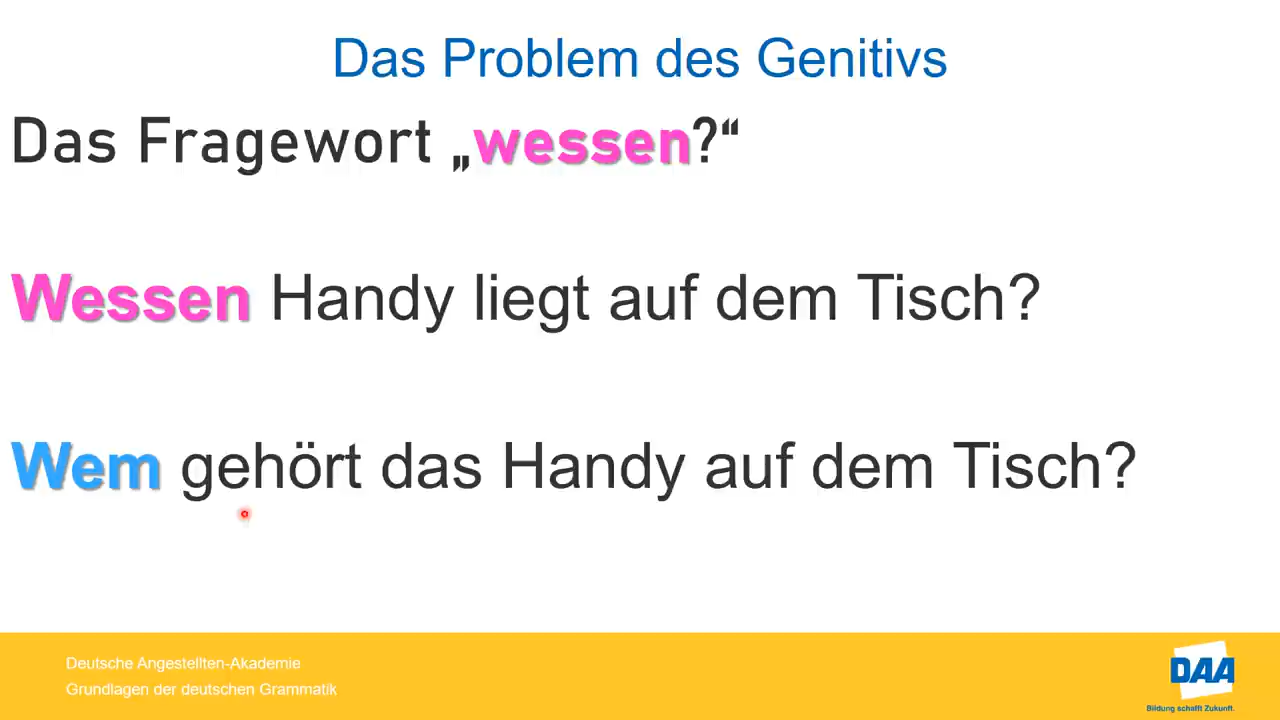 Das Problem des Genitivs
Das Fragewort „wessen?“
Wessen Handy liegt auf dem Tisch?
Wem gehört das Handy auf dem Tisch?
Deutsche Angestellten-Akademie
Grundlagen der deutschen Grammatik
DAA
Bildung schafft Zukunft.